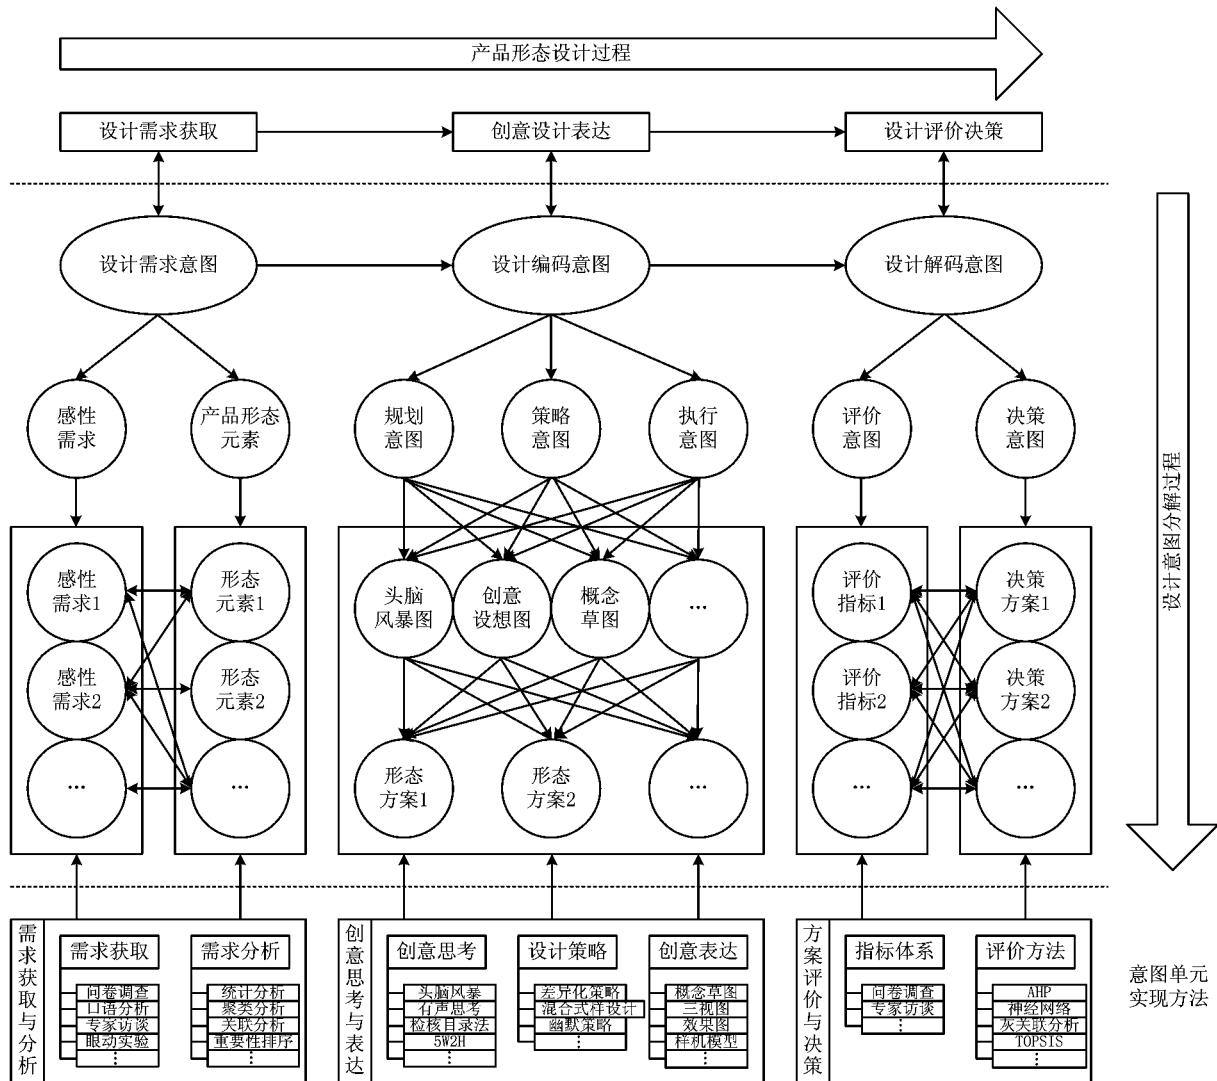 产品形态设计过程
设计需求获取
创意设计表达
设计评价决策
设计需求意图
设计编码意图
设计解码意图
感性
需求
产品形态
元素
规划
意图
策略
意图
执行
意图
评价
意图
决策
意图
设计意图分解过程
感性
需求1
形态
元素1
头脑
风暴图
创意
设想图
概念
草图
…
评价
指标1
决策
方案1
感性
需求2
形态
元素2
评价
指标2
决策
方案2
…
…
形态
方案1
形态
方案2
…
…
…
需求获取与分析
需求获取
问卷调查
口语分析
专家访谈
眼动实验
⋮
需求分析
统计分析
聚类分析
关联分析
重要性排序
⋮
创意思考与表达
创意思考
头脑风暴
有声思考
检核目录法
5W2H
⋮
设计策略
差异化策略
混合式样设计
幽默策略
⋮
创意表达
概念草图
三视图
效果图
样机模型
⋮
方案评价与决策
指标体系
问卷调查
专家访谈
⋮
评价方法
AHP
神经网络
灰关联分析
TOPSIS
⋮
意图单元
实现方法